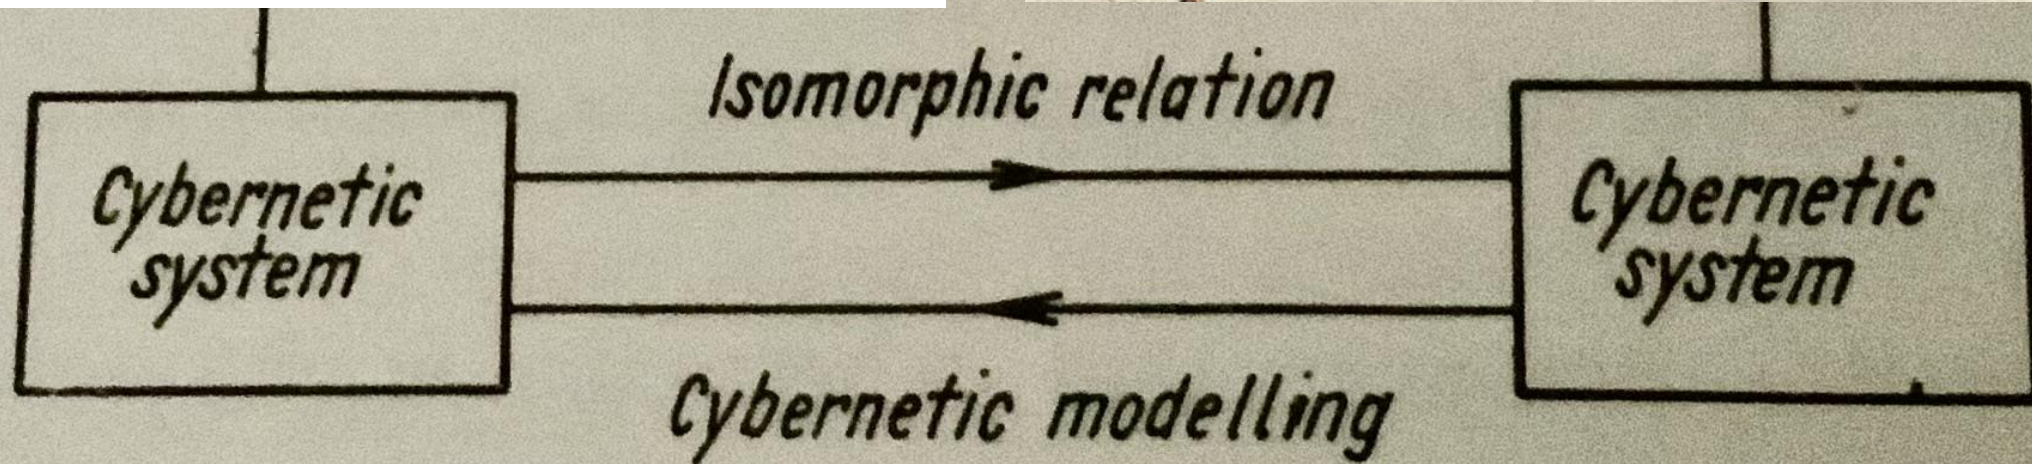 Isomorphic relation
Cybernetic
system
Cybernetic
system
Cybernetic modelling